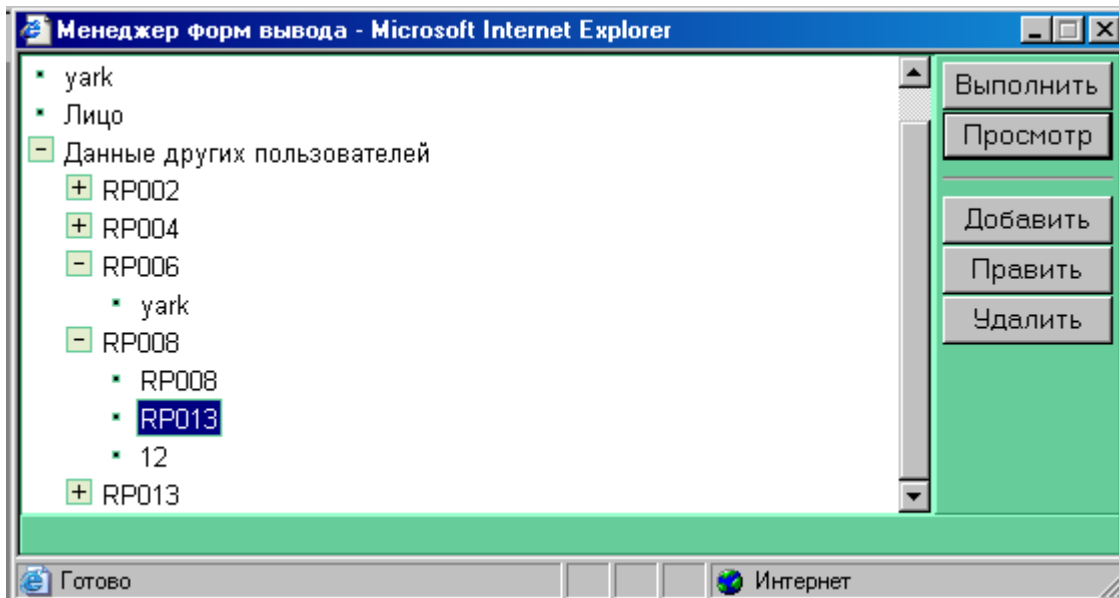 Менеджер форм вывода - Microsoft Internet Explorer
yark
Лицо
Данные других пользователей
RP002
RP004
RP006
yark
RP008
RP008
RP013
12
RP013
Выполнить
Просмотр
Добавить
Править
Удалить
Готово
Интернет